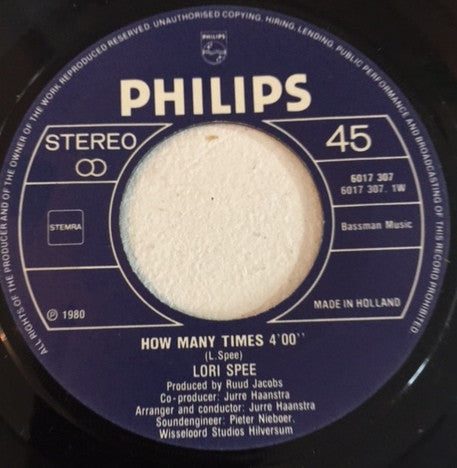 ALL RIGHTS OF THE PRODUCER AND OF THE OWNER OF THE WORK REPRODUCED RESERVED. UNAUTHORISED COPYING, HIRING, LENDING, PUBLIC PERFORMANCE AND BROADCASTING OF THIS RECORD PROHIBITED
PHILIPS
PHILIPS
STEREO
45
6017 307
6017 307. 1W
STEMRA
Bassman Music
℗ 1980
MADE IN HOLLAND
HOW MANY TIMES 4'00''
(L.Spee)
LORI SPEE
Produced by Ruud Jacobs
Co-producer: Jurre Haanstra
Arranger and conductor: Jurre Haanstra
Soundengineer: Pieter Nieboer.
Wisseloord Studios Hilversum